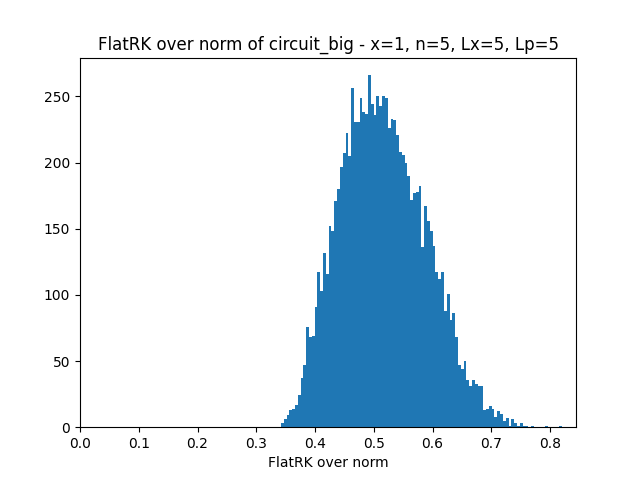 FlatRK over norm of circuit_big - x=1, n=5, Lx=5, Lp=5
250
200
150
100
50
0
0.0 0.1 0.2 0.3 0.4 0.5 0.6 0.7 0.8
FlatRK over norm